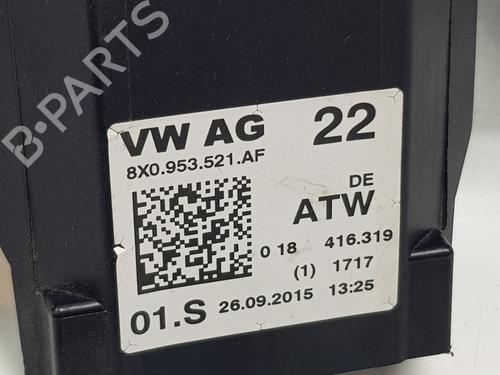 B-PARTS
VW AG 22
8X0.953.521.AF
DE
ATW
0 18 416.319
(1) 1717
01.S 26.09.2015 13:25